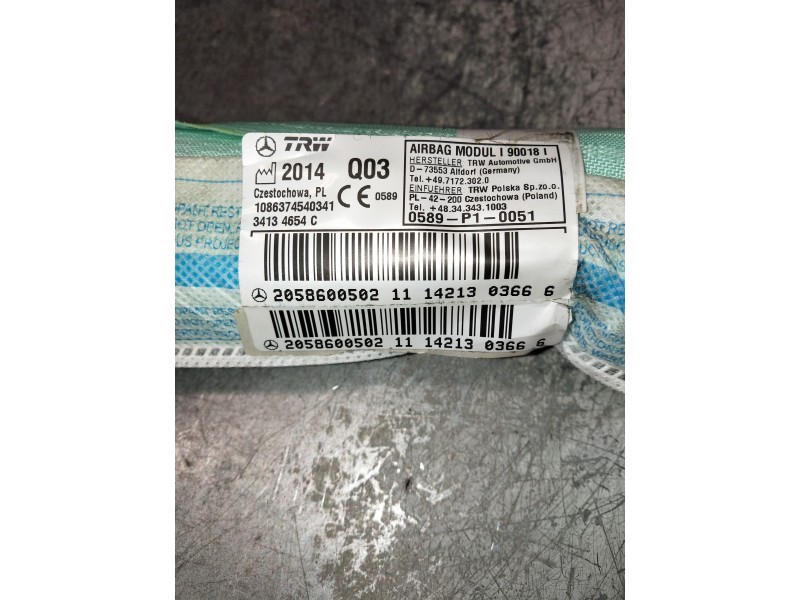 TRW
2014 Q03
Czestochowa, PL
0589
1086374540341
3413 4654 C
AIRBAG MODUL I 90018 I
HERSTELLER TRW Automotive GmbH
D-73553 Alfdorf (Germany)
Tel +49.7172.302.0
EINFUEHRER TRW Polska Sp.zo.o.
PL-42-200 Czestochowa (Poland)
Tel +48.34.343.1003
0589-P1-0051
2058600502 11 14213 0366 6
2058600502 11 14213 0366 6